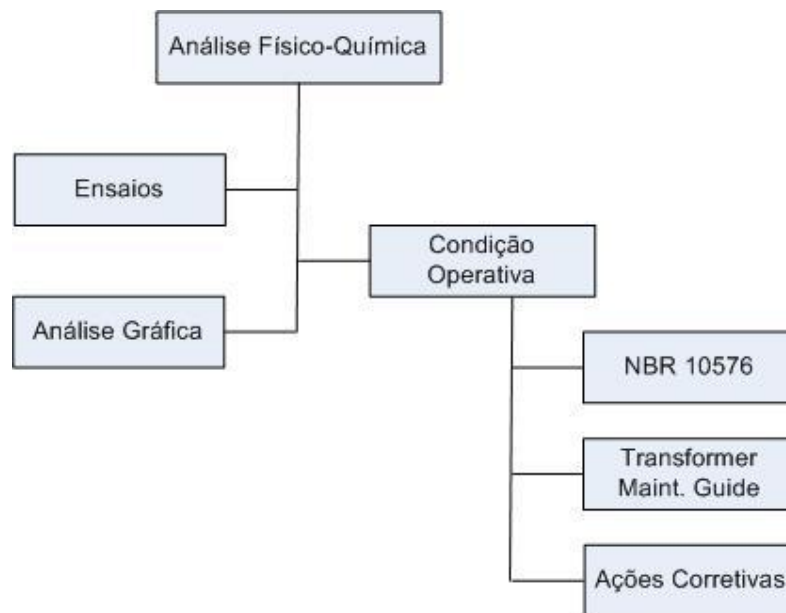 Análise Físico-Química
Ensaios
Condição
Operativa
Análise Gráfica
NBR 10576
Transformer
Maint. Guide
Ações Corretivas